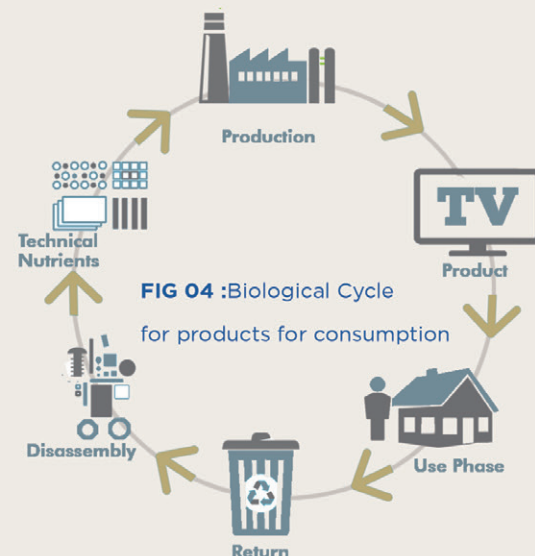 Production
TV
Product
Technical
Nutrients
FIG 04 :Biological Cycle
for products for consumption
Disassembly
Use Phase
Return